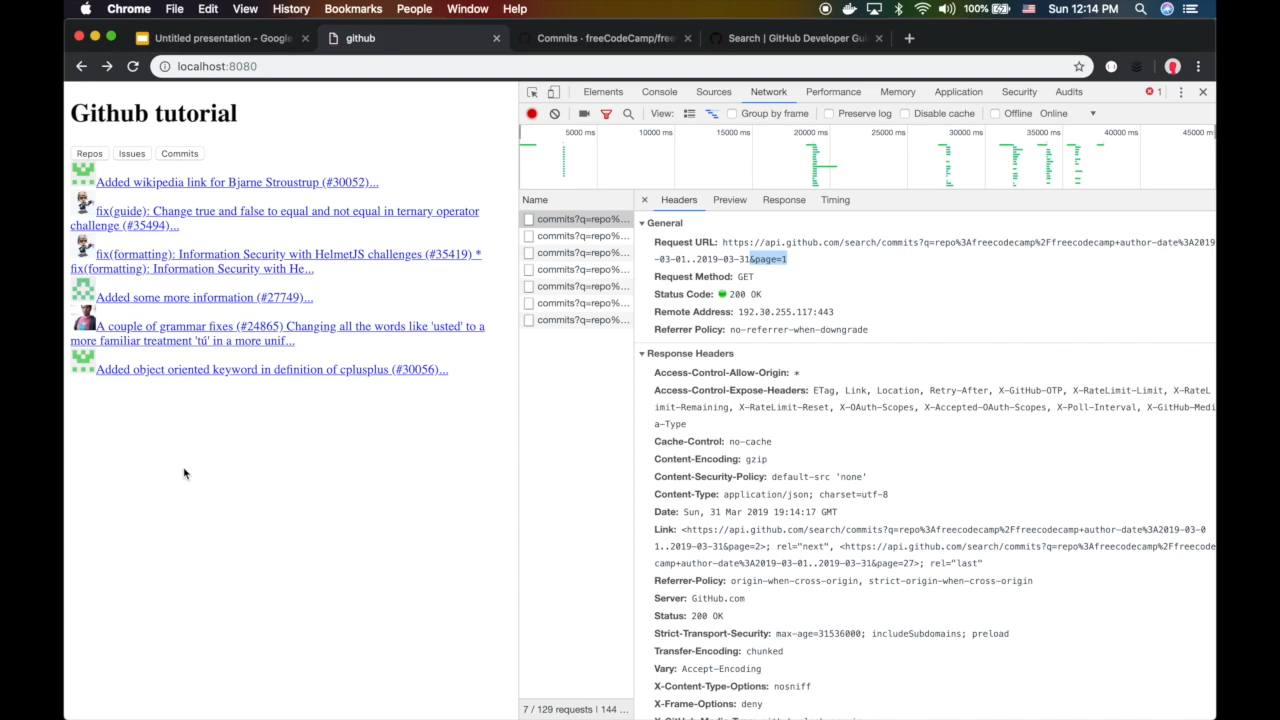 Chrome File Edit View History Bookmarks People Window Help 100% Sun 12:14 PM
Untitled presentation - Google github Commits · freeCodeCamp/free Search | GitHub Developer Gui
localhost:8080
Github tutorial
Repos Issues Commits
Added wikipedia link for Bjarne Stroustrup (#30052)...
fix(guide): Change true and false to equal and not equal in ternary operator
challenge (#35494)...
fix(formatting): Information Security with HelmetJS challenges (#35419) *
fix(formatting): Information Security with He...
Added some more information (#27749)...
A couple of grammar fixes (#24865) Changing all the words like 'usted' to a
more familiar treatment 'tú' in a more unif...
Added object oriented keyword in definition of cplusplus (#30056)...
Elements Console Sources Network Performance Memory Application Security Audits 1
View: Group by frame Preserve log Disable cache Offline Online
5000 ms 10000 ms 15000 ms 20000 ms 25000 ms 30000 ms 35000 ms 40000 ms 45000 ms
Name
commits?q=repo%...
commits?q=repo%...
commits?q=repo%...
commits?q=repo%...
commits?q=repo%...
commits?q=repo%...
commits?q=repo%...
7 / 129 requests | 144 ...
Headers Preview Response Timing
General
Request URL: https://api.github.com/search/commits?q=repo%3Afreecodecamp%2Ffreecodecamp+author-date%3A2019
-03-01..2019-03-31&page=1
Request Method: GET
Status Code: 200 OK
Remote Address: 192.30.255.117:443
Referrer Policy: no-referrer-when-downgrade
Response Headers
Access-Control-Allow-Origin: *
Access-Control-Expose-Headers: ETag, Link, Location, Retry-After, X-GitHub-OTP, X-RateLimit-Limit, X-RateL
imit-Remaining, X-RateLimit-Reset, X-OAuth-Scopes, X-Accepted-OAuth-Scopes, X-Poll-Interval, X-GitHub-Medi
a-Type
Cache-Control: no-cache
Content-Encoding: gzip
Content-Security-Policy: default-src 'none'
Content-Type: application/json; charset=utf-8
Date: Sun, 31 Mar 2019 19:14:17 GMT
Link: <https://api.github.com/search/commits?q=repo%3Afreecodecamp%2Ffreecodecamp+author-date%3A2019-03-0
1..2019-03-31&page=2>; rel="next", <https://api.github.com/search/commits?q=repo%3Afreecodecamp%2Ffreecode
camp+author-date%3A2019-03-01..2019-03-31&page=27>; rel="last"
Referrer-Policy: origin-when-cross-origin, strict-origin-when-cross-origin
Server: GitHub.com
Status: 200 OK
Strict-Transport-Security: max-age=31536000; includeSubdomains; preload
Transfer-Encoding: chunked
Vary: Accept-Encoding
X-Content-Type-Options: nosniff
X-Frame-Options: deny